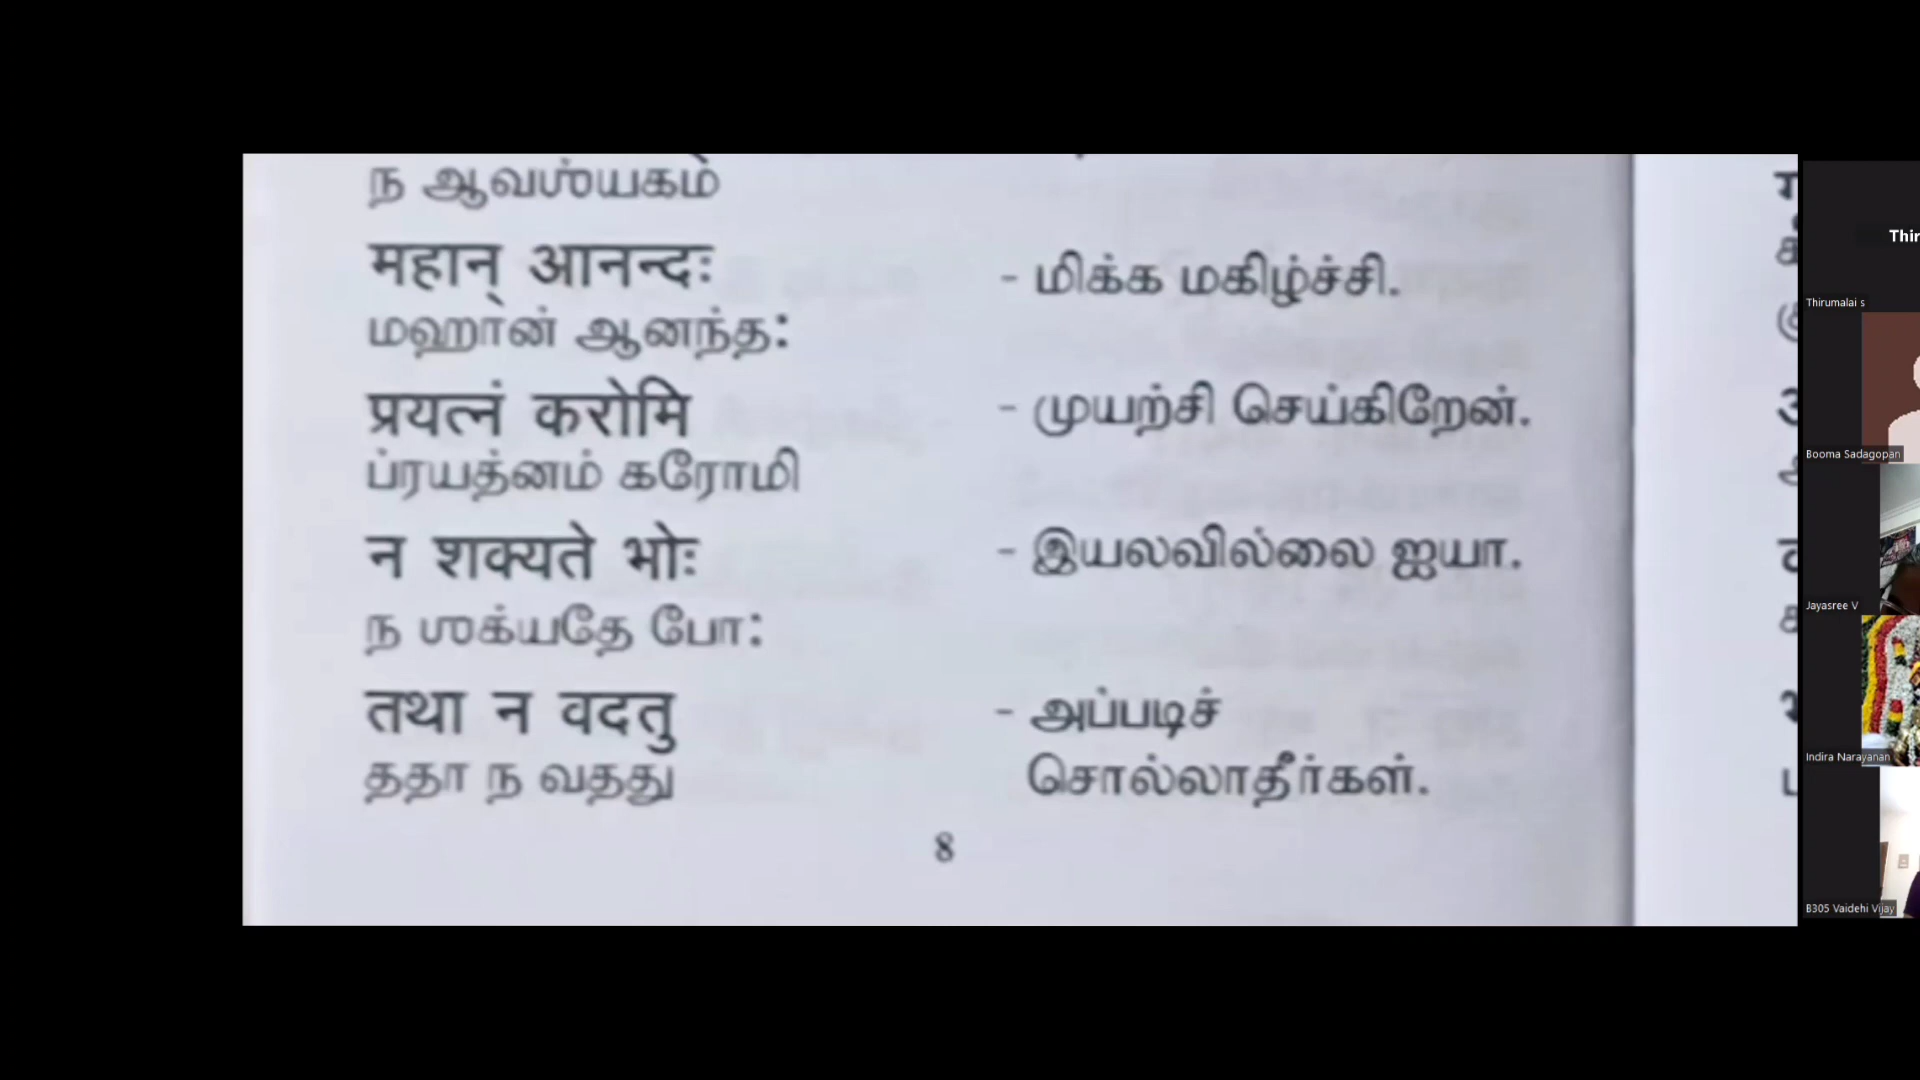 ந ஆவஶ்யகம்
महान् आनन्दः - மிக்க மகிழ்ச்சி.
மஹான் ஆனந்த:
प्रयत्नं करोमि - முயற்சி செய்கிறேன்.
ப்ரயத்னம் கரோமி
न शक्यते भोः - இயலவில்லை ஐயா.
ந ஶக்யதே போ:
तथा न वदतु - அப்படிச்
ததா ந வதது சொல்லாதீர்கள்.
8
Thir
Thirumalai s
Booma Sadagopan
Jayasree V
Indira Narayanan
B305 Vaidehi Vijay